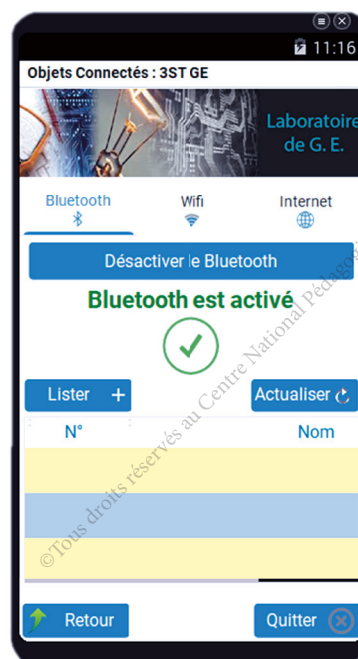 11:16
Objets Connectés : 3ST GE
Laboratoire
de G. E.
Bluetooth Wifi Internet
Désactiver le Bluetooth
Bluetooth est activé
Lister + Actualiser
N° Nom
©Tous droits réservés au Centre National Pédagogi
Retour Quitter